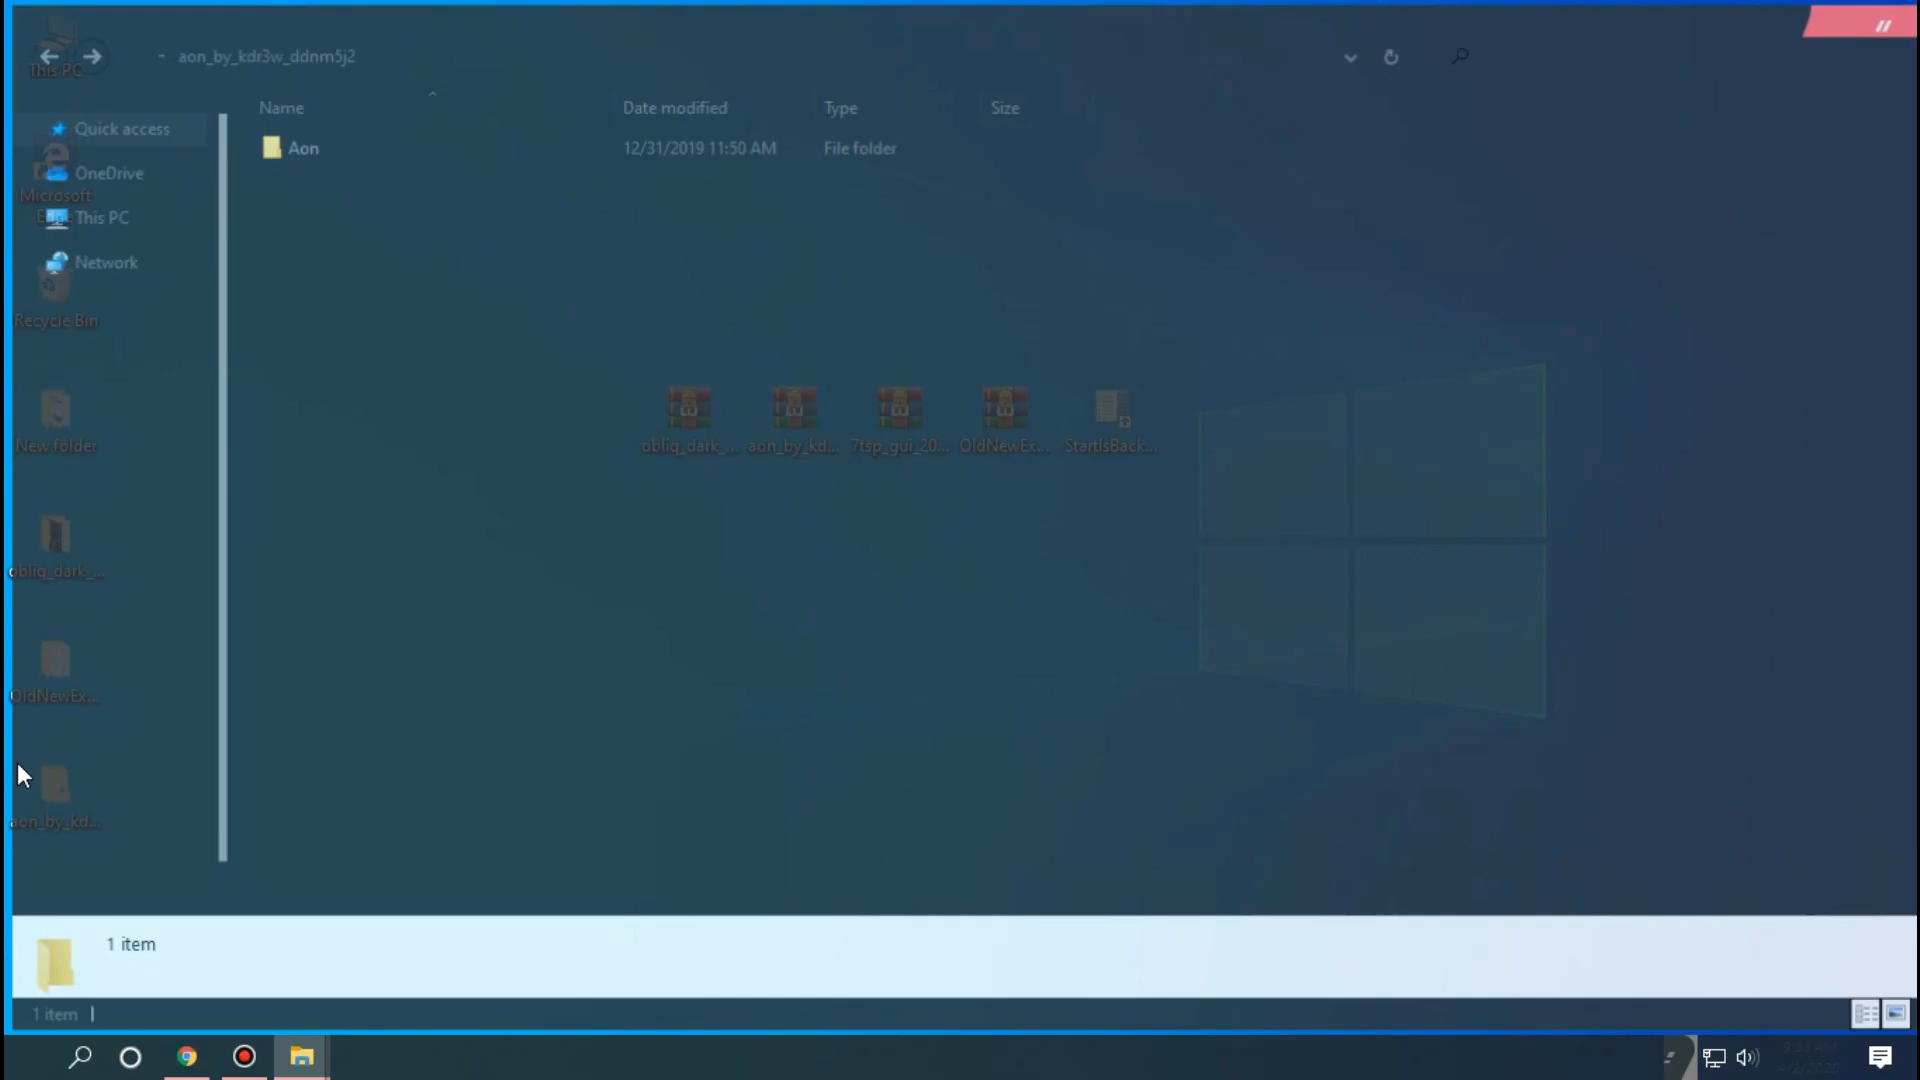 - aon_by_kdr3w_ddnm5j2
This PC
Name
Date modified
Type
Size
Quick access
Aon
12/31/2019 11:50 AM
File folder
OneDrive
Microsoft
Edge
This PC
Network
Recycle Bin
New folder
obliq_dark_...
aon_by_kd...
7tsp_gui_20...
OldNewEx...
StartIsBack...
obliq_dark_...
OldNewEx...
aon_by_kd...
1 item
1 item